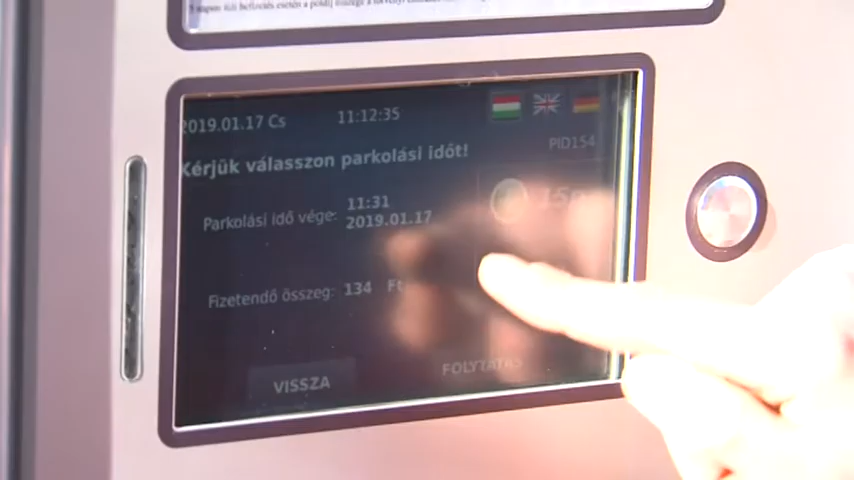 2019.01.17 Cs 11:12:35
PID154
Kérjük válasszon parkolási időt!
Parkolási idő vége: 11:31
2019.01.17
Fizetendő összeg: 134 Ft
VISSZA
FOLYTATÁS